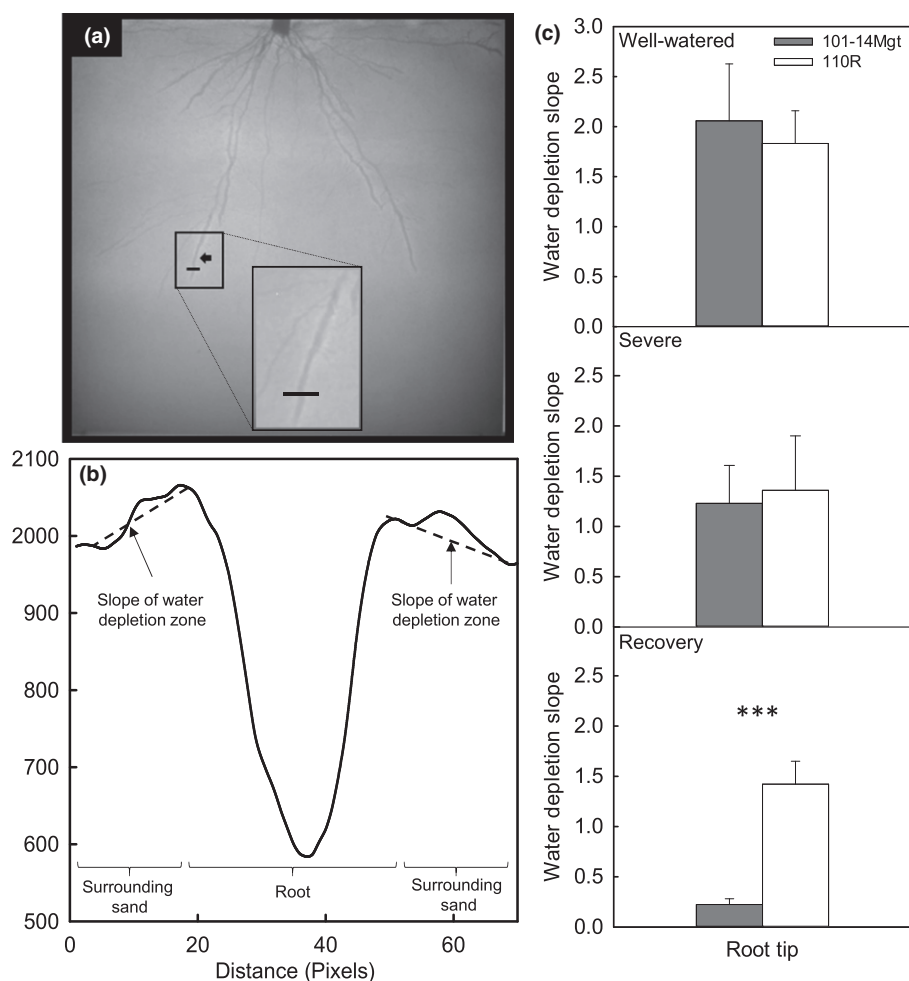 (a)
(b)
2100
2000
900
800
700
600
500
0
20
40
60
Distance (Pixels)
Slope of water
depletion zone
Slope of water
depletion zone
Surrounding
sand
Root
Surrounding
sand
(c)
Well-watered
101-14Mgt
110R
Water depletion slope
3.0
2.5
2.0
1.5
1.0
0.5
0.0
Severe
Water depletion slope
2.5
2.0
1.5
1.0
0.5
0.0
Recovery
***
Water depletion slope
2.5
2.0
1.5
1.0
0.5
0.0
Root tip